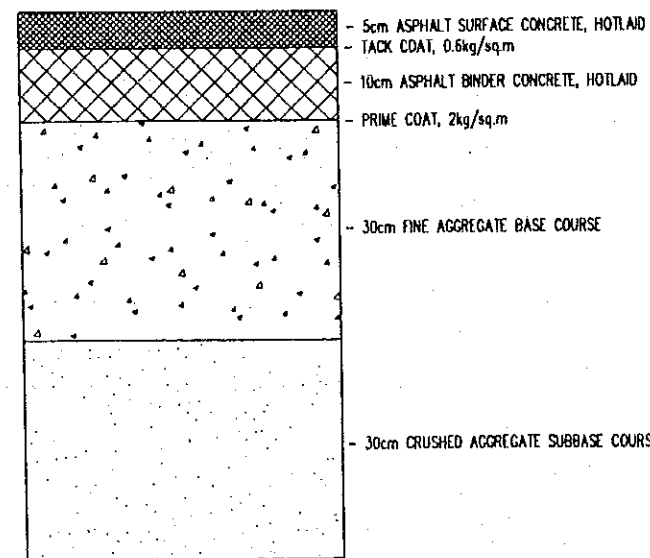 5cm ASPHALT SURFACE CONCRETE, HOTLAID
TACK COAT, 0.6kg/sq.m
10cm ASPHALT BINDER CONCRETE, HOTLAID
PRIME COAT, 2kg/sq.m
30cm FINE AGGREGATE BASE COURSE
30cm CRUSHED AGGREGATE SUBBASE COURS